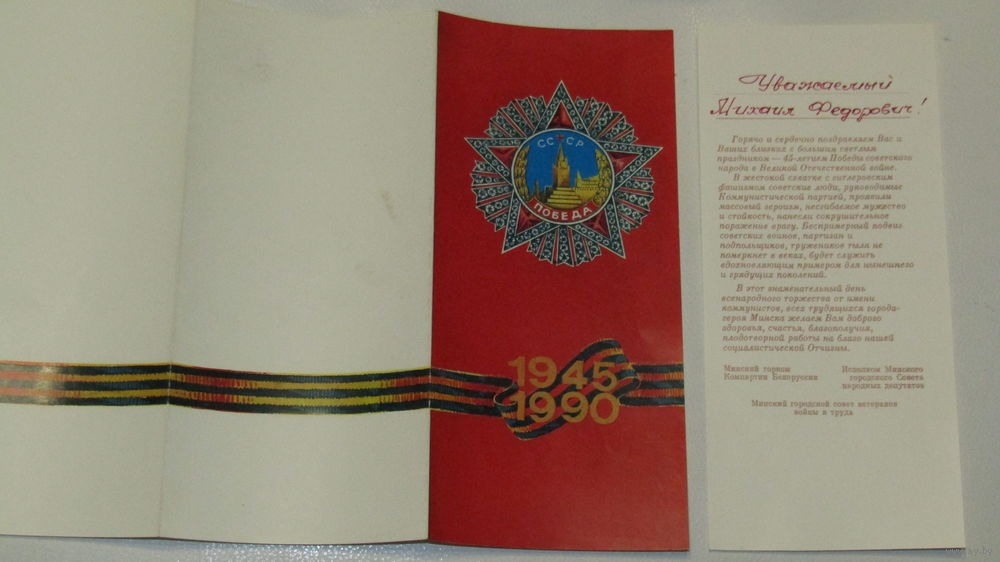 СССР
ПОБЕДА
1945
1990
Уважаемый
Михаил Федорович!
Горячо и сердечно поздравляем Вас и
Ваших близких с большим светлым
праздником — 45-летием Победы советского
народа в Великой Отечественной войне.
В жестокой схватке с гитлеровским
фашизмом советские люди, руководимые
Коммунистической партией, проявили
массовый героизм, несгибаемое мужество
и стойкость, нанесли сокрушительное
поражение врагу. Беспримерный подвиг
советских воинов, партизан и
подпольщиков, тружеников тыла не
померкнет в веках, будет служить
вдохновляющим примером для нынешнего
и грядущих поколений.
В этот знаменательный день
всенародного торжества от имени
коммунистов, всех трудящихся города-
героя Минска желаем Вам доброго
здоровья, счастья, благополучия,
плодотворной работы на благо нашей
социалистической Отчизны.
Минский горком
Компартии Белоруссии
Исполком Минского
городского Совета
народных депутатов
Минский городской совет ветеранов
войны и труда